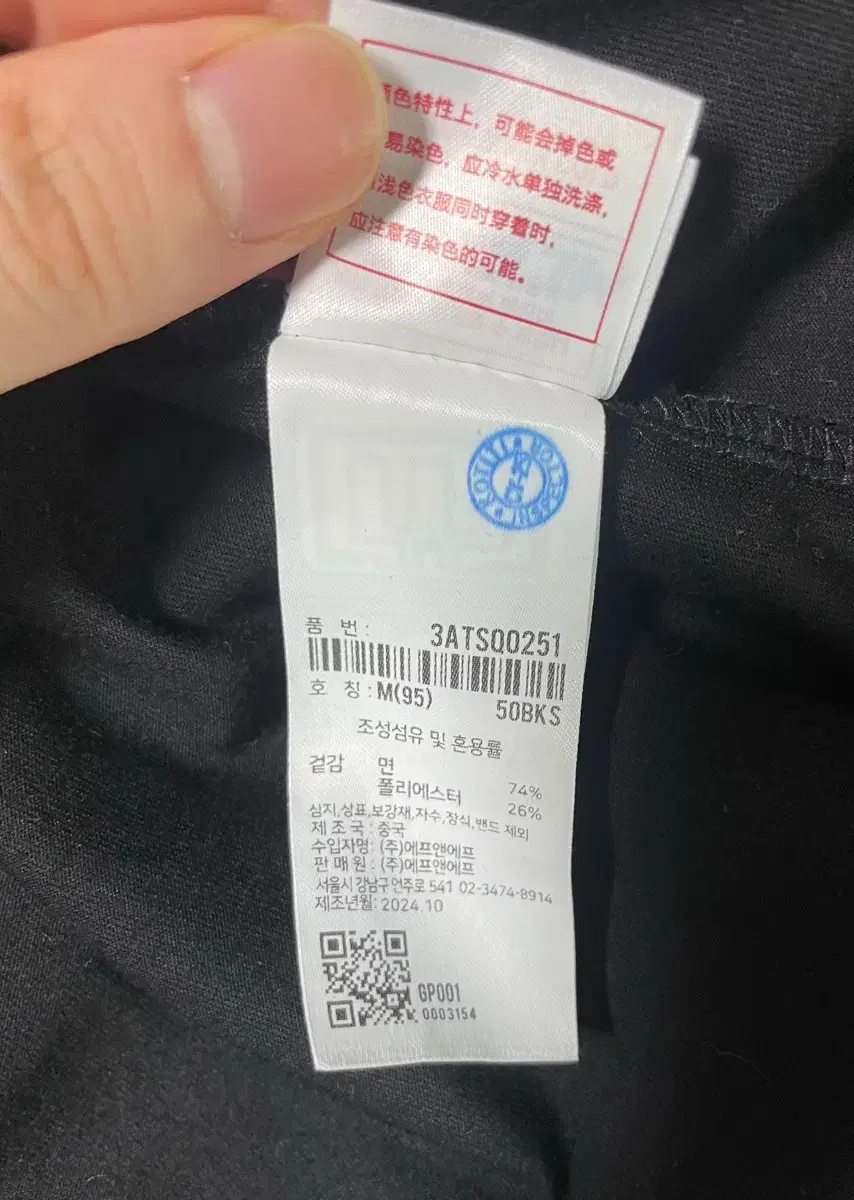 色特性上，可能会掉色或
易染色，应冷水单独洗涤，
浅色衣服同时穿着时，
应注意有染色的可能。
KOTITI
품 번 : 3ATSQ0251
호 칭 : M(95) 50BKS
조성섬유 및 혼용률
겉감 면 74%
폴리에스터 26%
심지,상표,보강재,자수,장식,밴드 제외
제 조 국 : 중국
수입자명: (주)에프앤에프
판 매 원 : (주)에프앤에프
서울시 강남구 언주로 541 02-3474-8914
제조년월: 2024.10
GP001
0003154